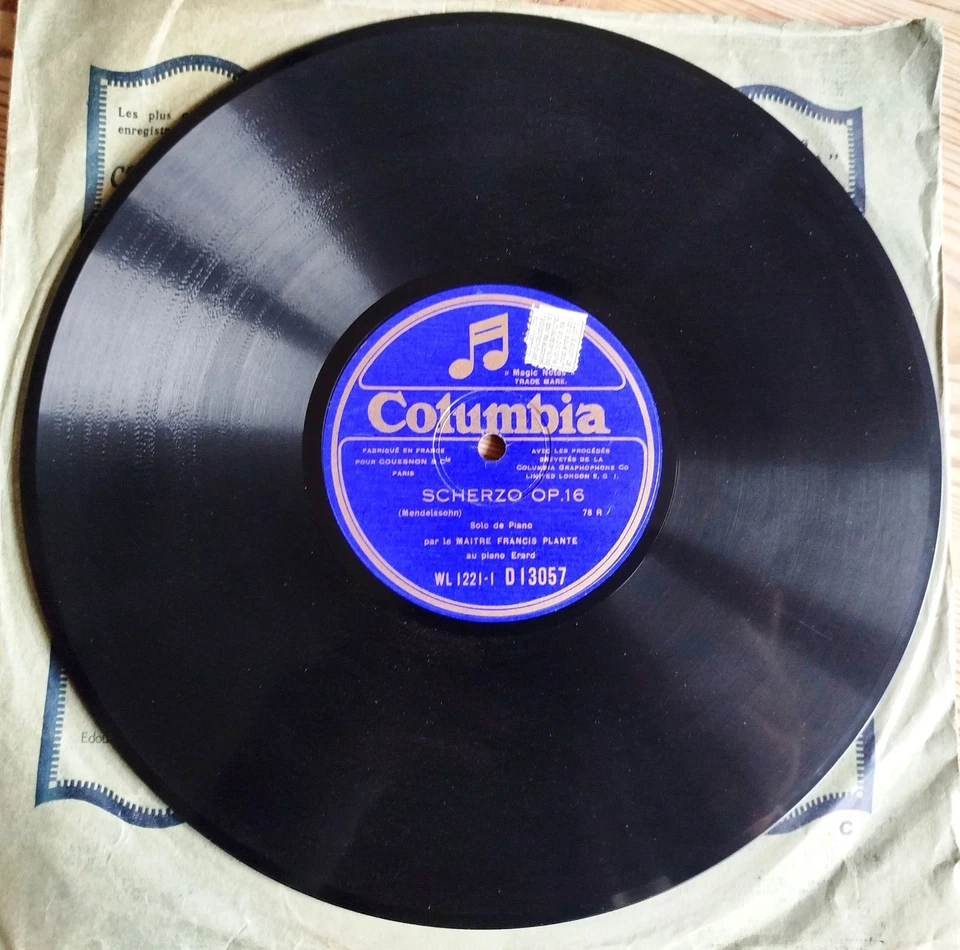 Les plus
enregistr
"
« Magic Notes »
TRADE MARK.
Columbia
FABRIQUÉ EN FRANCE
POUR COUESNON & Cie
PARIS
AVEC LES PROCÉDÉS
BREVETÉS DE LA
COLUMBIA GRAPHOPHONE CO
LIMITED LONDON E. C 1.
SCHERZO OP.16
(Mendelssohn) 78 R
Solo de Piano
par le MAITRE FRANCIS PLANTE
au piano Erard
WL 1221-1 D 13057
Edou
C